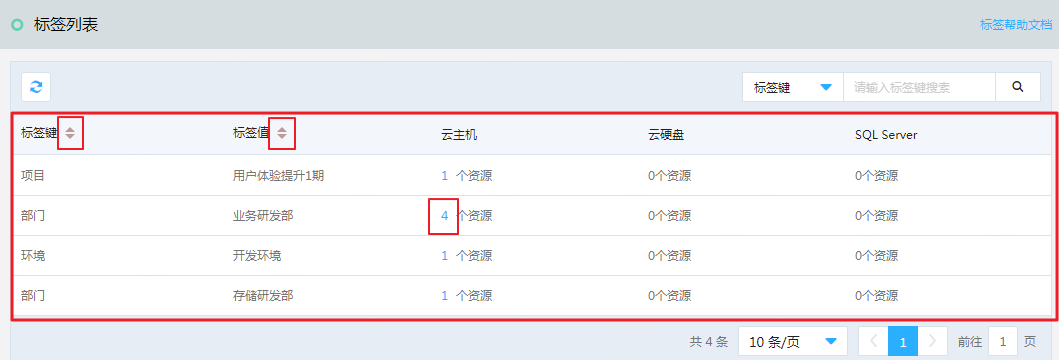 标签列表 标签帮助文档
标签键 请输入标签键搜索
标签键 标签值 云主机 云硬盘 SQL Server
项目 用户体验提升1期 1 个资源 0个资源 0个资源
部门 业务研发部 4 个资源 0个资源 0个资源
环境 开发环境 1 个资源 0个资源 0个资源
部门 存储研发部 1 个资源 0个资源 0个资源
共 4 条 10 条/页 1 前往 1 页